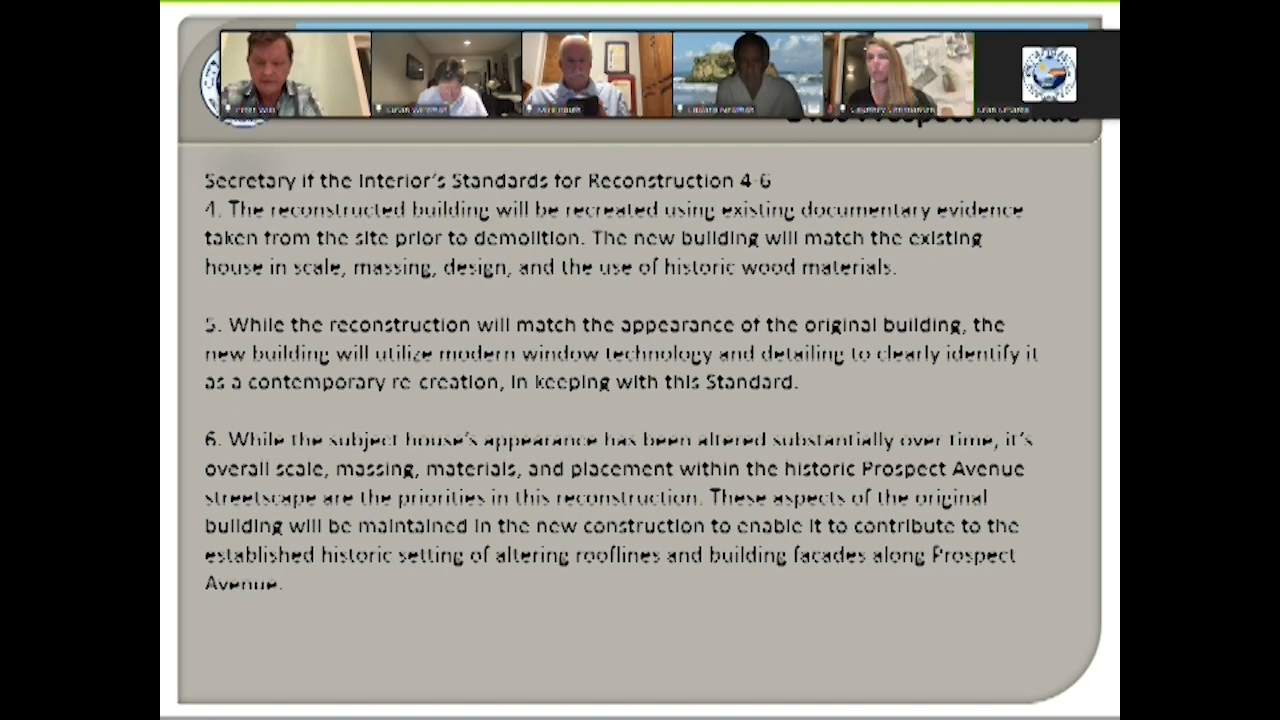 Prospect Avenue
Secretary if the Interior's Standards for Reconstruction 4-6
4. The reconstructed building will be recreated using existing documentary evidence
taken from the site prior to demolition. The new building will match the existing
house in scale, massing, design, and the use of historic wood materials.
5. While the reconstruction will match the appearance of the original building, the
new building will utilize modern window technology and detailing to clearly identify it
as a contemporary re-creation, in keeping with this Standard.
6. While the subject house's appearance has been altered substantially over time, it's
overall scale, massing, materials, and placement within the historic Prospect Avenue
streetscape are the priorities in this reconstruction. These aspects of the original
building will be maintained in the new construction to enable it to contribute to the
established historic setting of altering rooflines and building facades along Prospect
Avenue.